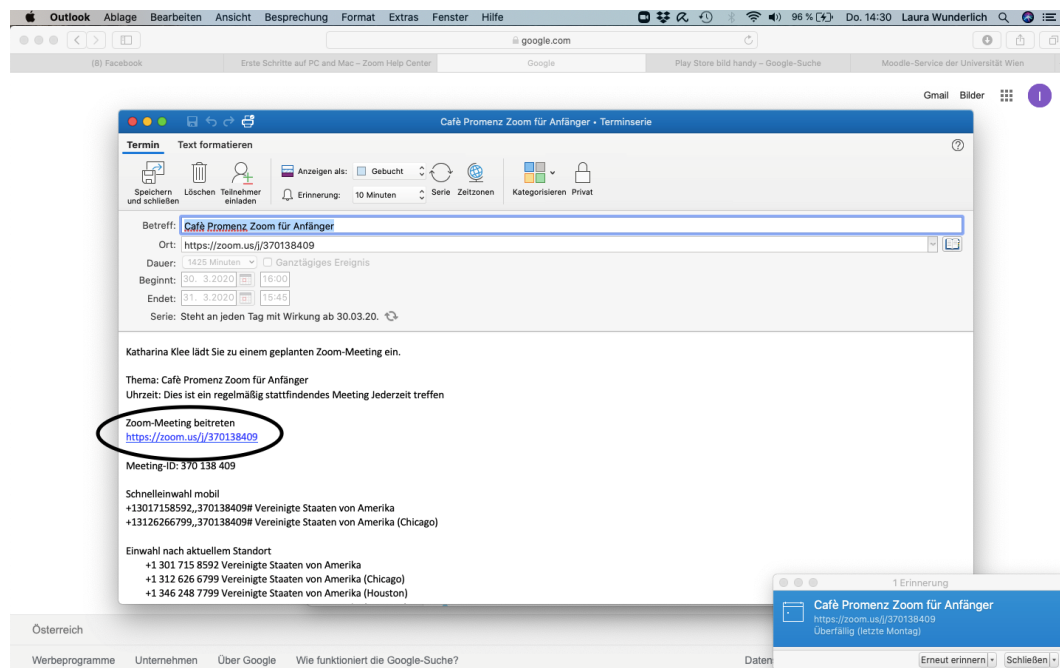 Outlook Ablage Bearbeiten Ansicht Besprechung Format Extras Fenster Hilfe 96 % Do. 14:30 Laura Wunderlich
google.com
(8) Facebook Erste Schritte auf PC and Mac – Zoom Help Center Google Play Store bild handy – Google-Suche Moodle-Service der Universität Wien
Gmail Bilder I
Cafè Promenz Zoom für Anfänger • Terminserie
Termin Text formatieren
Speichern und schließen
Löschen
Teilnehmer einladen
Anzeigen als: Gebucht
Erinnerung: 10 Minuten
Serie Zeitzonen Kategorisieren Privat
Betreff: Cafè Promenz Zoom für Anfänger
Ort: https://zoom.us/j/370138409
Dauer: 1425 Minuten Ganztägiges Ereignis
Beginnt: 30. 3.2020 16:00
Endet: 31. 3.2020 15:45
Serie: Steht an jeden Tag mit Wirkung ab 30.03.20.
Katharina Klee lädt Sie zu einem geplanten Zoom-Meeting ein.
Thema: Cafè Promenz Zoom für Anfänger
Uhrzeit: Dies ist ein regelmäßig stattfindendes Meeting Jederzeit treffen
Zoom-Meeting beitreten
https://zoom.us/j/370138409
Meeting-ID: 370 138 409
Schnelleinwahl mobil
+13017158592,,370138409# Vereinigte Staaten von Amerika
+13126266799,,370138409# Vereinigte Staaten von Amerika (Chicago)
Einwahl nach aktuellem Standort
+1 301 715 8592 Vereinigte Staaten von Amerika
+1 312 626 6799 Vereinigte Staaten von Amerika (Chicago)
+1 346 248 7799 Vereinigte Staaten von Amerika (Houston)
1 Erinnerung
Cafè Promenz Zoom für Anfänger
https://zoom.us/j/370138409
Überfällig (letzte Montag)
Erneut erinnern Schließen
Österreich
Werbeprogramme Unternehmen Über Google Wie funktioniert die Google-Suche? Daten